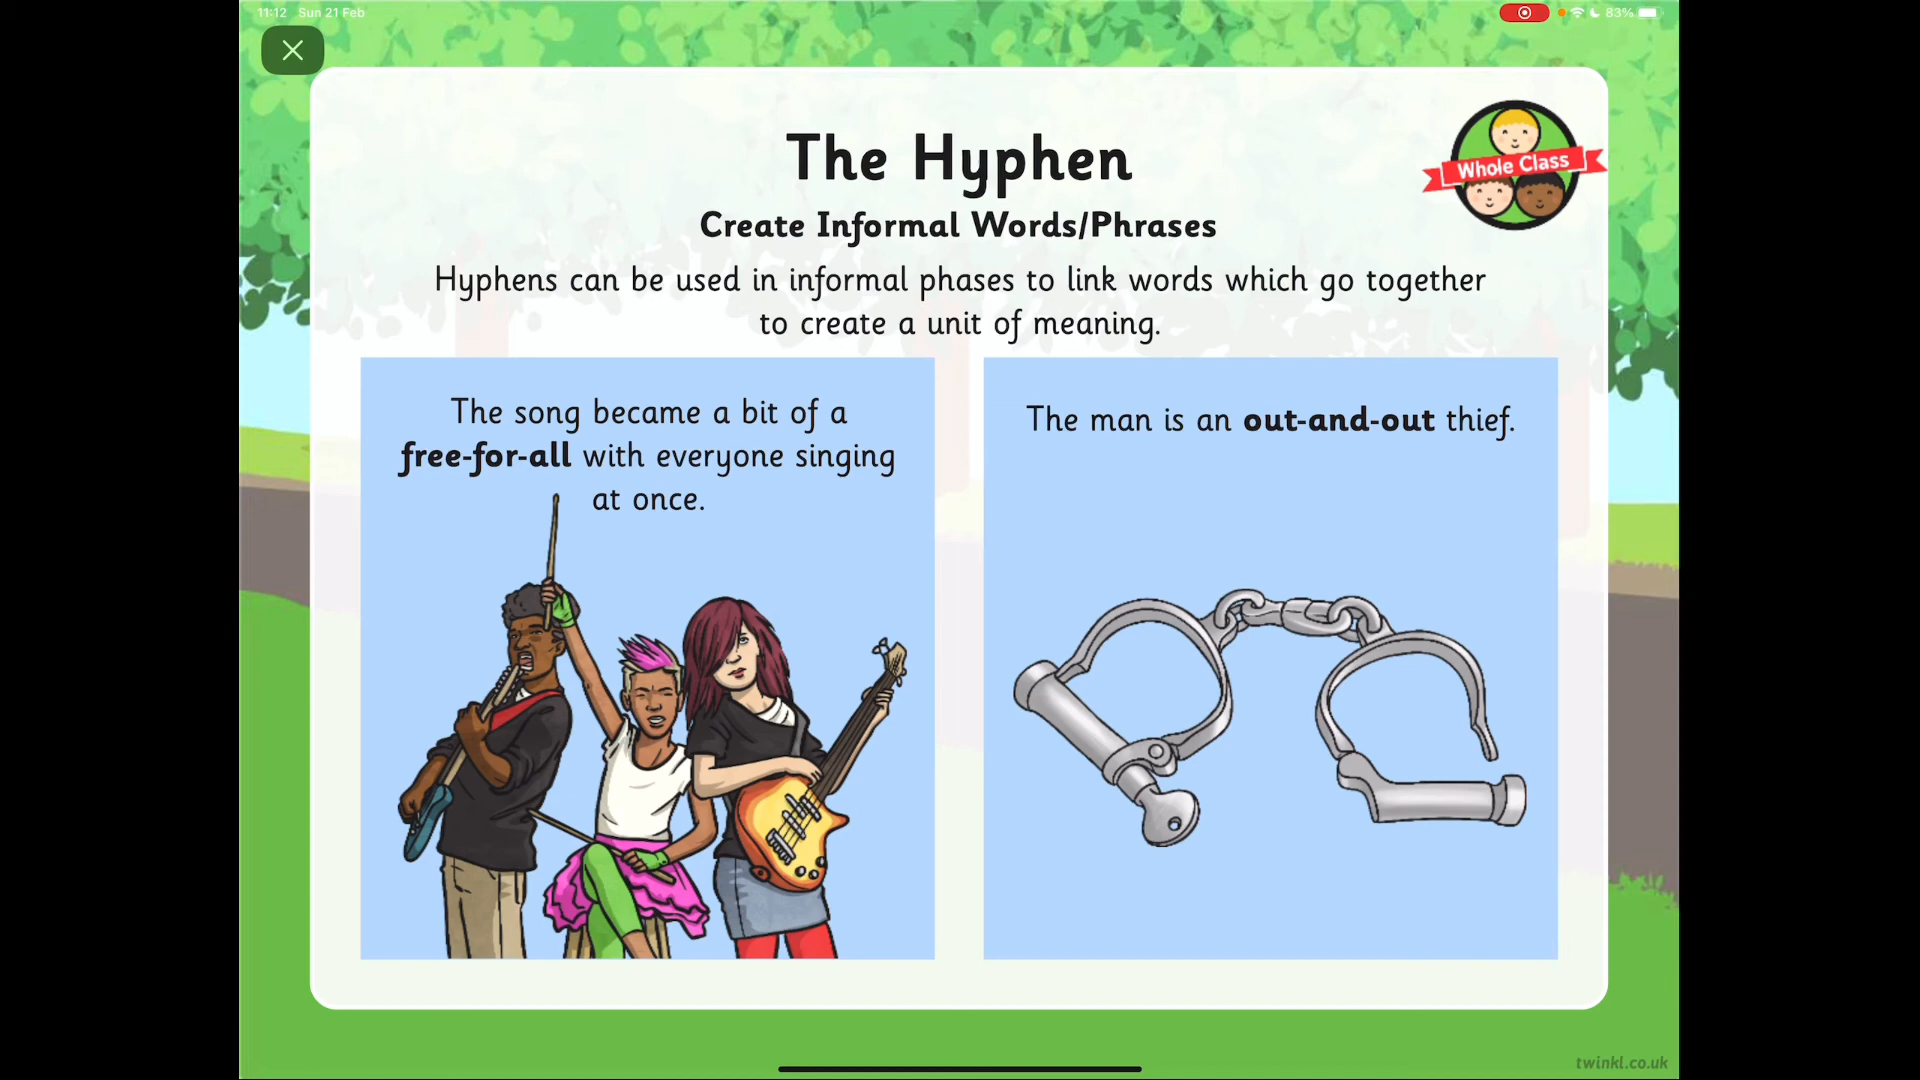 11:12 Sun 21 Feb
83%
The Hyphen
Whole Class
Create Informal Words/Phrases
Hyphens can be used in informal phases to link words which go together
to create a unit of meaning.
The song became a bit of a
free-for-all with everyone singing
at once.
The man is an out-and-out thief.
twinkl.co.uk